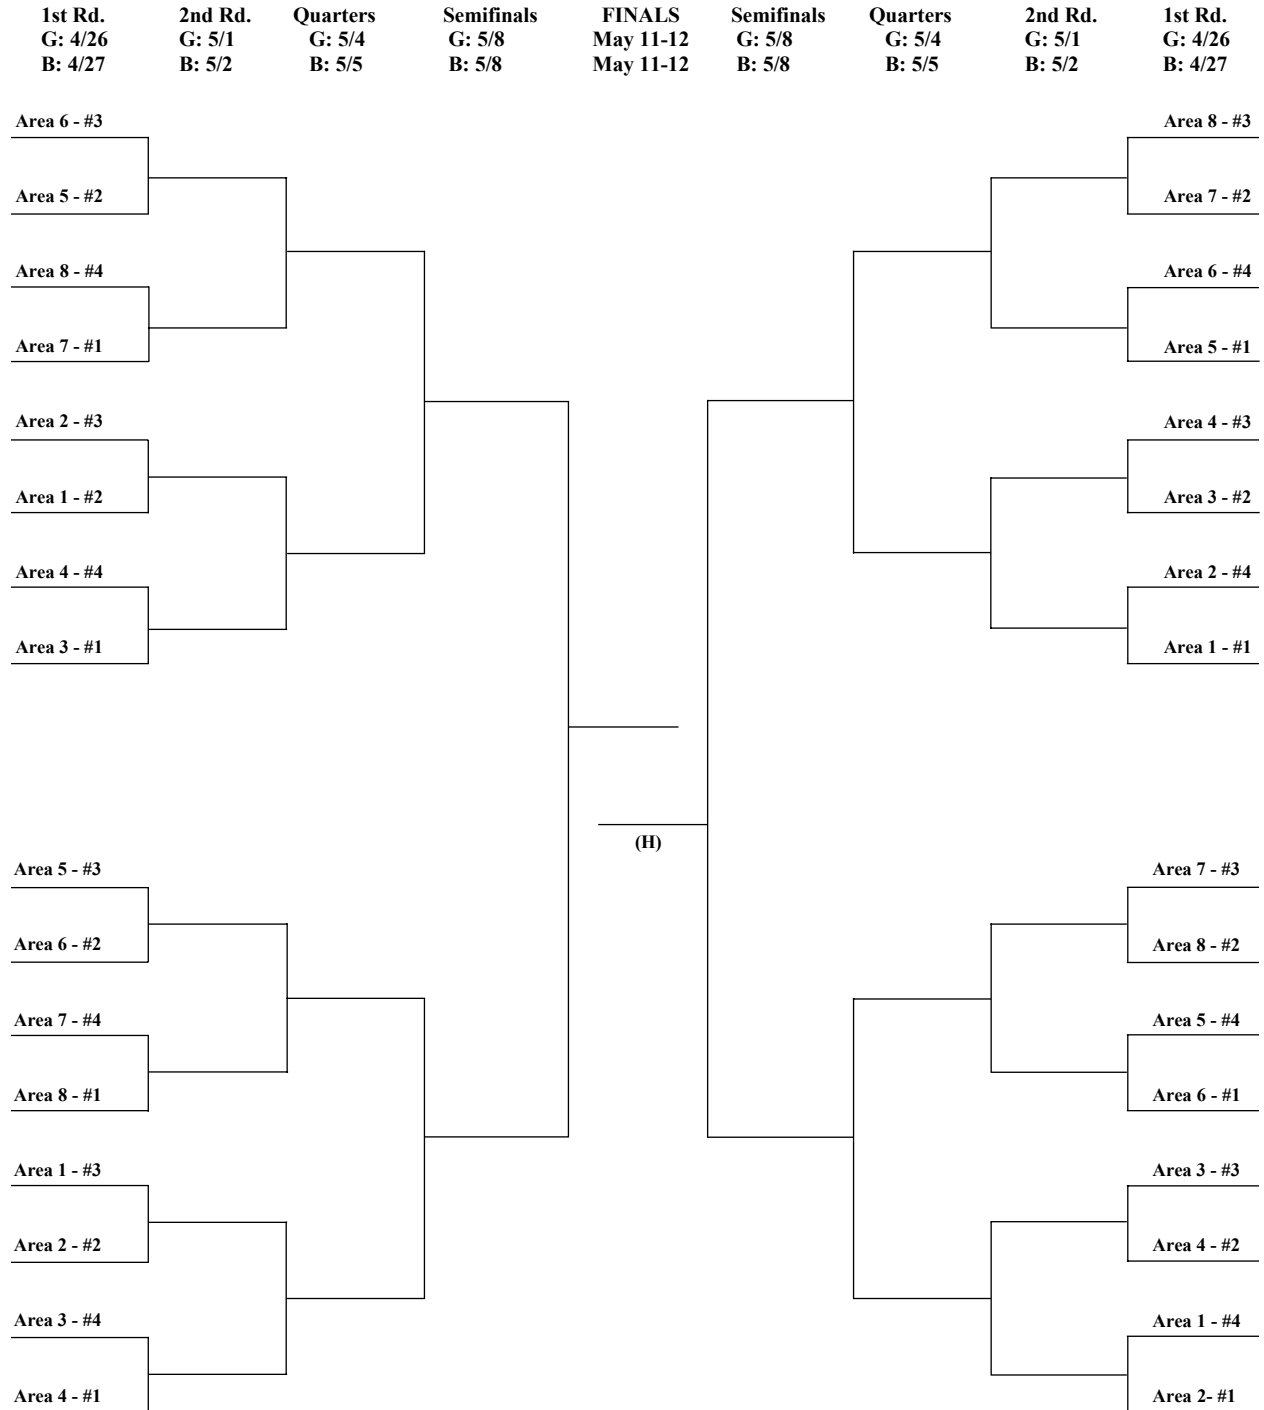 1st Rd. 2nd Rd. Quarters Semifinals FINALS Semifinals Quarters 2nd Rd. 1st Rd.
G: 4/26 G: 5/1 G: 5/4 G: 5/8 May 11-12 G: 5/8 G: 5/4 G: 5/1 G: 4/26
B: 4/27 B: 5/2 B: 5/5 B: 5/8 May 11-12 B: 5/8 B: 5/5 B: 5/2 B: 4/27
Area 6 - #3 Area 8 - #3
Area 5 - #2 Area 7 - #2
Area 8 - #4 Area 6 - #4
Area 7 - #1 Area 5 - #1
Area 2 - #3 Area 4 - #3
Area 1 - #2 Area 3 - #2
Area 4 - #4 Area 2 - #4
Area 3 - #1 Area 1 - #1
(H)
Area 5 - #3 Area 7 - #3
Area 6 - #2 Area 8 - #2
Area 7 - #4 Area 5 - #4
Area 8 - #1 Area 6 - #1
Area 1 - #3 Area 3 - #3
Area 2 - #2 Area 4 - #2
Area 3 - #4 Area 1 - #4
Area 4 - #1 Area 2- #1